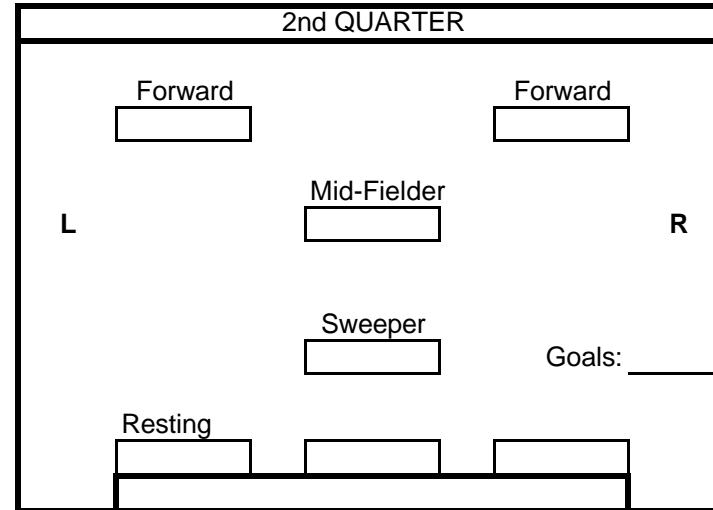 2nd QUARTER
Forward Forward
Mid-Fielder
L R
Sweeper
Goals:
Resting